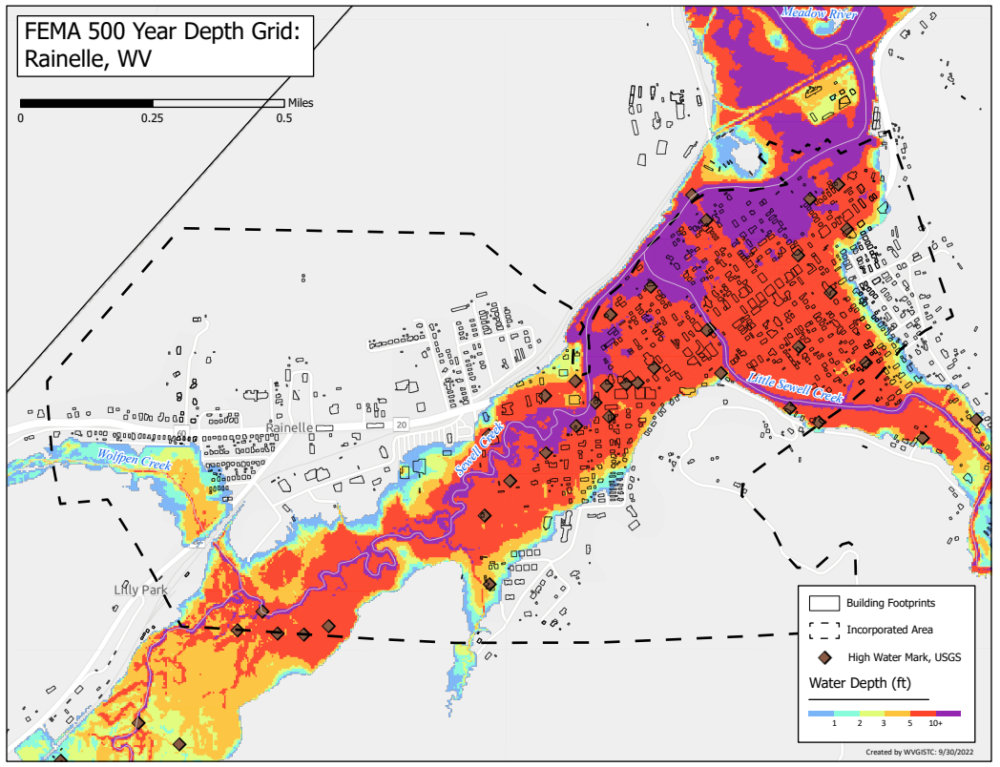 FEMA 500 Year Depth Grid:
Rainelle, WV
Miles
0 0.25 0.5
Meadow River
Little Sewell Creek
20
Rainelle
60
Sewell Creek
Wolfpen Creek
Lilly Park
Building Footprints
Incorporated Area
High Water Mark, USGS
Water Depth (ft)
1 2 3 5 10+
Created by WVGISTC: 9/30/2022